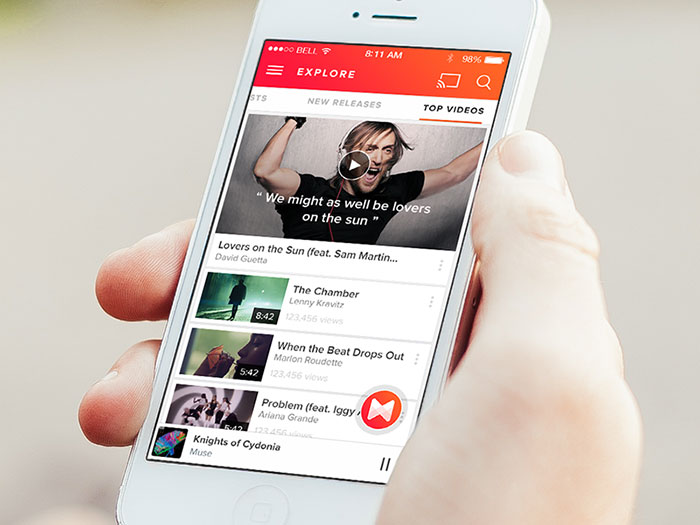 BELL
8:11 AM
98%
EXPLORE
STS
NEW RELEASES
TOP VIDEOS
“ We might as well be lovers
on the sun ”
Lovers on the Sun (feat. Sam Martin...
David Guetta
The Chamber
Lenny Kravitz
8:42
123,456 views
When the Beat Drops Out
Marlon Roudette
5:42
123,456 views
Problem (feat. Iggy A
Ariana Grande
5:42
123,456 views
Knights of Cydonia
Muse